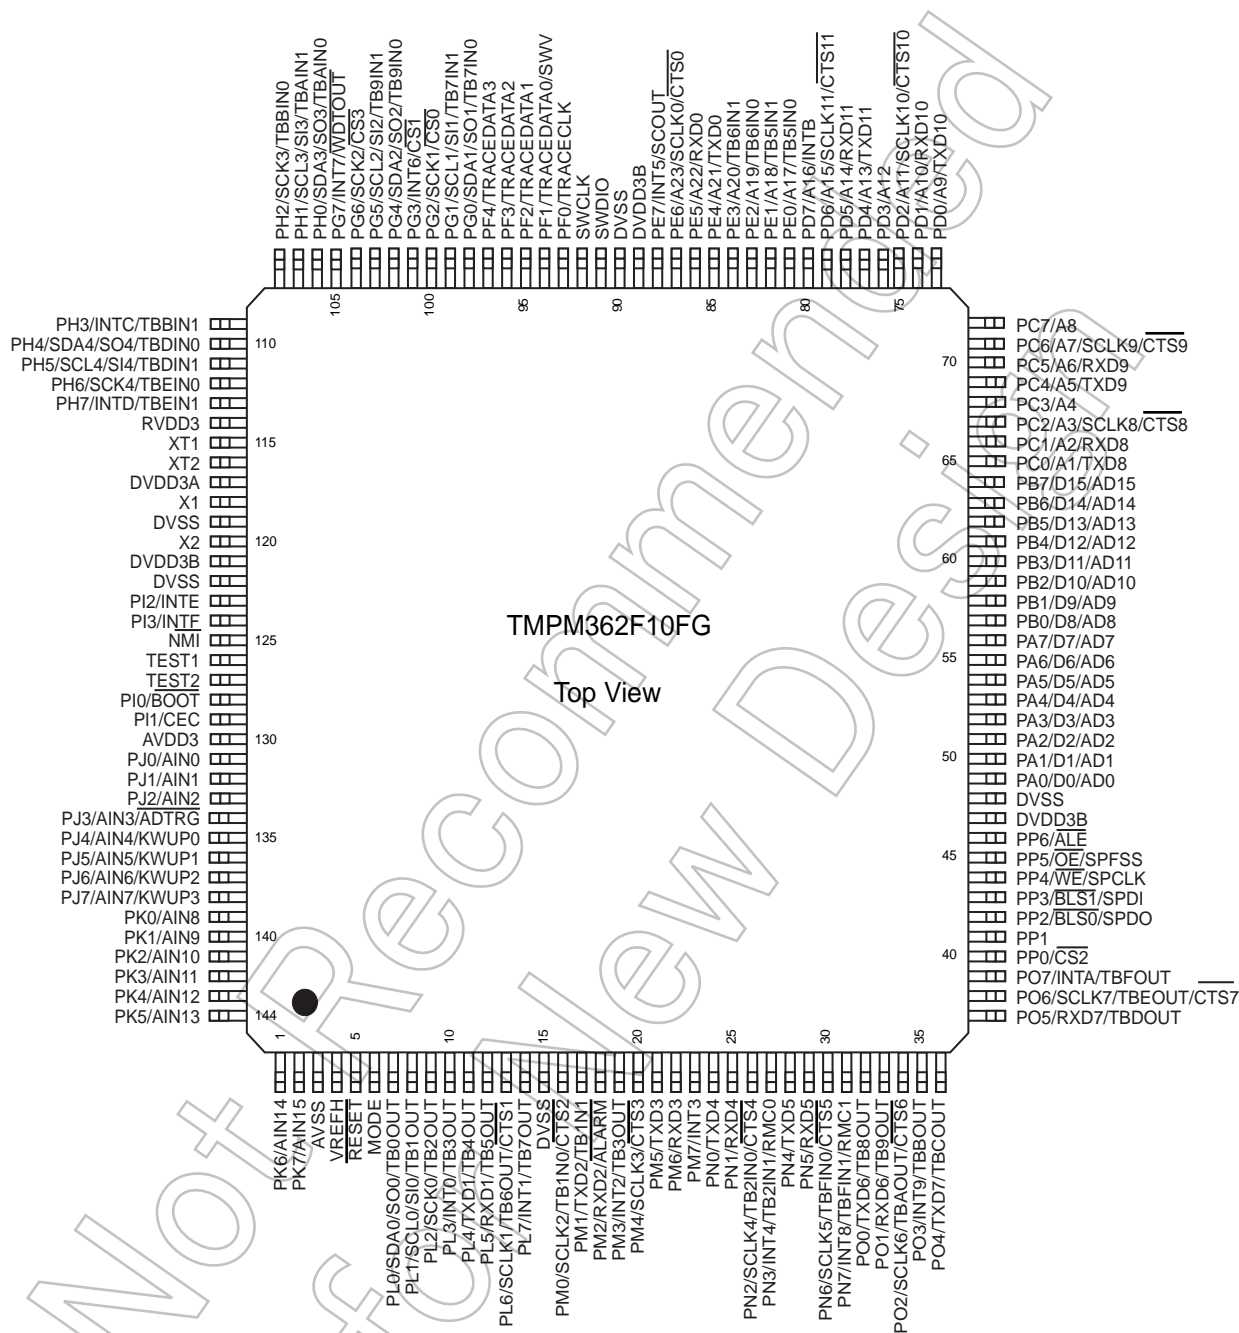 PH2/SCK3/TBBIN0
PH1/SCL3/SI3/TBAIN1
PH0/SDA3/SO3/TBAIN0
PG7/INT7/WDTOUT
PG6/SCK2/CS3
PG5/SCL2/SI2/TB9IN1
PG4/SDA2/SO2/TB9IN0
PG3/INT6/CS1
PG2/SCK1/CS0
PG1/SCL1/SI1/TB7IN1
PG0/SDA1/SO1/TB7IN0
PF4/TRACEDATA3
PF3/TRACEDATA2
PF2/TRACEDATA1
PF1/TRACEDATA0/SWV
PF0/TRACECLK
SWCLK
SWDIO
DVSS
DVDD3B
PE7/INT5/SCOUT
PE6/A23/SCLK0/CTS0
PE5/A22/RXD0
PE4/A21/TXD0
PE3/A20/TB6IN1
PE2/A19/TB6IN0
PE1/A18/TB5IN1
PE0/A17/TB5IN0
PD7/A16/INTB
PD6/A15/SCLK11/CTS11
PD5/A14/RXD11
PD4/A13/TXD11
PD3/A12
PD2/A11/SCLK10/CTS10
PD1/A10/RXD10
PD0/A9/TXD10
105
100
95
90
85
80
75
PH3/INTC/TBBIN1
PH4/SDA4/SO4/TBDIN0
110
PH5/SCL4/SI4/TBDIN1
PH6/SCK4/TBEIN0
PH7/INTD/TBEIN1
RVDD3
XT1
115
XT2
DVDD3A
X1
DVSS
X2
120
DVDD3B
DVSS
PI2/INTE
PI3/INTF
NMI
125
TEST1
TEST2
PI0/BOOT
PI1/CEC
AVDD3
130
PJ0/AIN0
PJ1/AIN1
PJ2/AIN2
PJ3/AIN3/ADTRG
PJ4/AIN4/KWUP0
135
PJ5/AIN5/KWUP1
PJ6/AIN6/KWUP2
PJ7/AIN7/KWUP3
PK0/AIN8
PK1/AIN9
140
PK2/AIN10
PK3/AIN11
PK4/AIN12
PK5/AIN13
144
TMPM362F10FG
Top View
PC7/A8
PC6/A7/SCLK9/CTS9
70
PC5/A6/RXD9
PC4/A5/TXD9
PC3/A4
PC2/A3/SCLK8/CTS8
PC1/A2/RXD8
65
PC0/A1/TXD8
PB7/D15/AD15
PB6/D14/AD14
PB5/D13/AD13
PB4/D12/AD12
60
PB3/D11/AD11
PB2/D10/AD10
PB1/D9/AD9
PB0/D8/AD8
PA7/D7/AD7
55
PA6/D6/AD6
PA5/D5/AD5
PA4/D4/AD4
PA3/D3/AD3
PA2/D2/AD2
50
PA1/D1/AD1
PA0/D0/AD0
DVSS
DVDD3B
PP6/ALE
45
PP5/OE/SPFSS
PP4/WE/SPCLK
PP3/BLS1/SPDI
PP2/BLS0/SPDO
PP1
40
PP0/CS2
PO7/INTA/TBFOUT
PO6/SCLK7/TBEOUT/CTS7
PO5/RXD7/TBDOUT
1
5
10
15
20
25
30
35
PK6/AIN14
PK7/AIN15
AVSS
VREFH
RESET
MODE
PL0/SDA0/SO0/TB0OUT
PL1/SCL0/SI0/TB1OUT
PL2/SCK0/TB2OUT
PL3/INT0/TB3OUT
PL4/TXD1/TB4OUT
PL5/RXD1/TB5OUT
PL6/SCLK1/TB6OUT/CTS1
PL7/INT1/TB7OUT
DVSS
PM0/SCLK2/TB1IN0/CTS2
PM1/TXD2/TB1IN1
PM2/RXD2/ALARM
PM3/INT2/TB3OUT
PM4/SCLK3/CTS3
PM5/TXD3
PM6/RXD3
PM7/INT3
PN0/TXD4
PN1/RXD4
PN2/SCLK4/TB2IN0/CTS4
PN3/INT4/TB2IN1/RMC0
PN4/TXD5
PN5/RXD5
PN6/SCLK5/TBFIN0/CTS5
PN7/INT8/TBFIN1/RMC1
PO0/TXD6/TB8OUT
PO1/RXD6/TB9OUT
PO2/SCLK6/TBAOUT/CTS6
PO3/INT9/TBBOUT
PO4/TXD7/TBCOUT
Not Recommended
for New Design